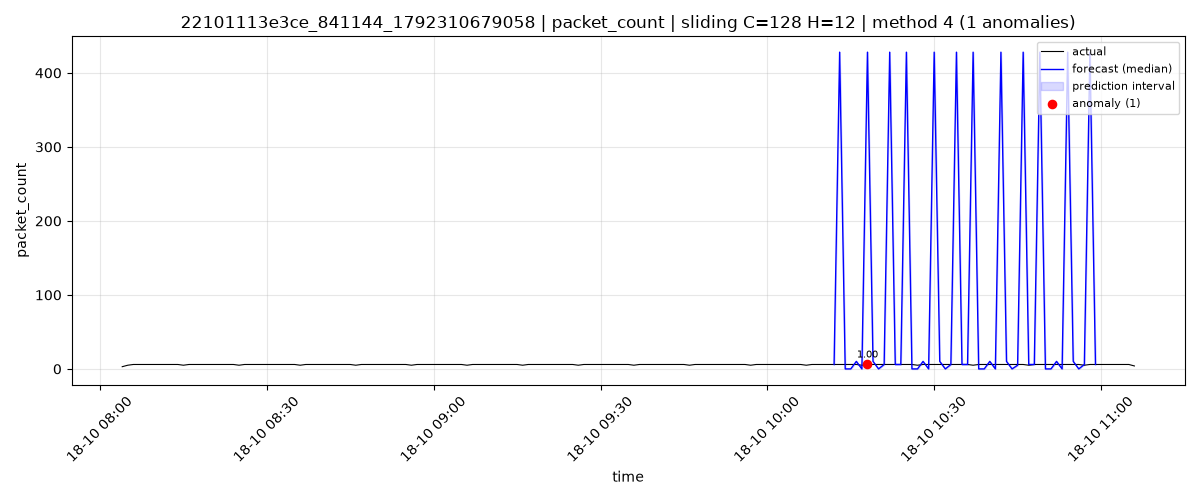 22101113e3ce_841144_1792310679058 | packet_count | sliding C=128 H=12 | method 4 (1 anomalies)
actual
forecast (median)
prediction interval
anomaly (1)
packet_count
400
300
200
100
0
1.00
18-10 08:00
18-10 08:30
18-10 09:00
18-10 09:30
18-10 10:00
18-10 10:30
18-10 11:00
time